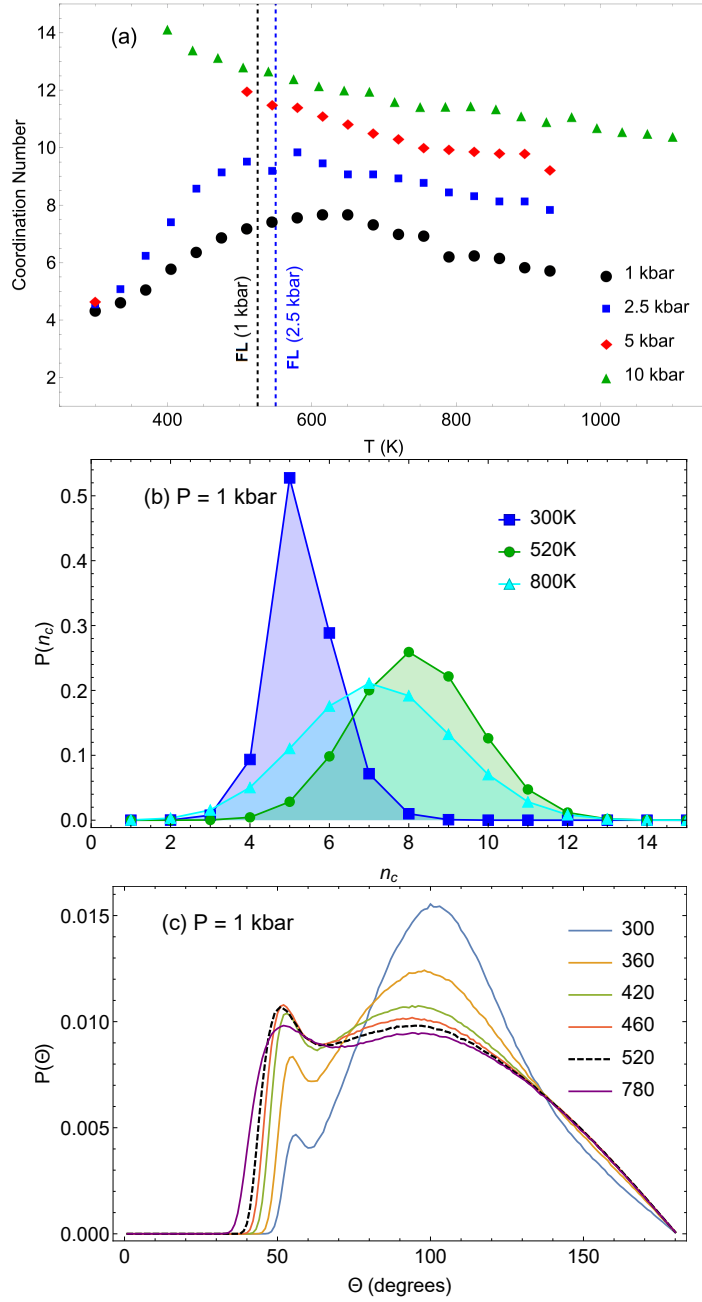 (a)
14
12
10
8
6
4
2
Coordination Number
FL (1 kbar)
FL (2.5 kbar)
1 kbar
2.5 kbar
5 kbar
10 kbar
400 600 800 1000
T (K)
(b) P = 1 kbar
0.5
0.4
0.3
0.2
0.1
0.0
P(n_c)
300K
520K
800K
0 2 4 6 8 10 12 14
n_c
(c) P = 1 kbar
0.015
0.010
0.005
0.000
P(Θ)
300
360
420
460
520
780
0 50 100 150
Θ (degrees)